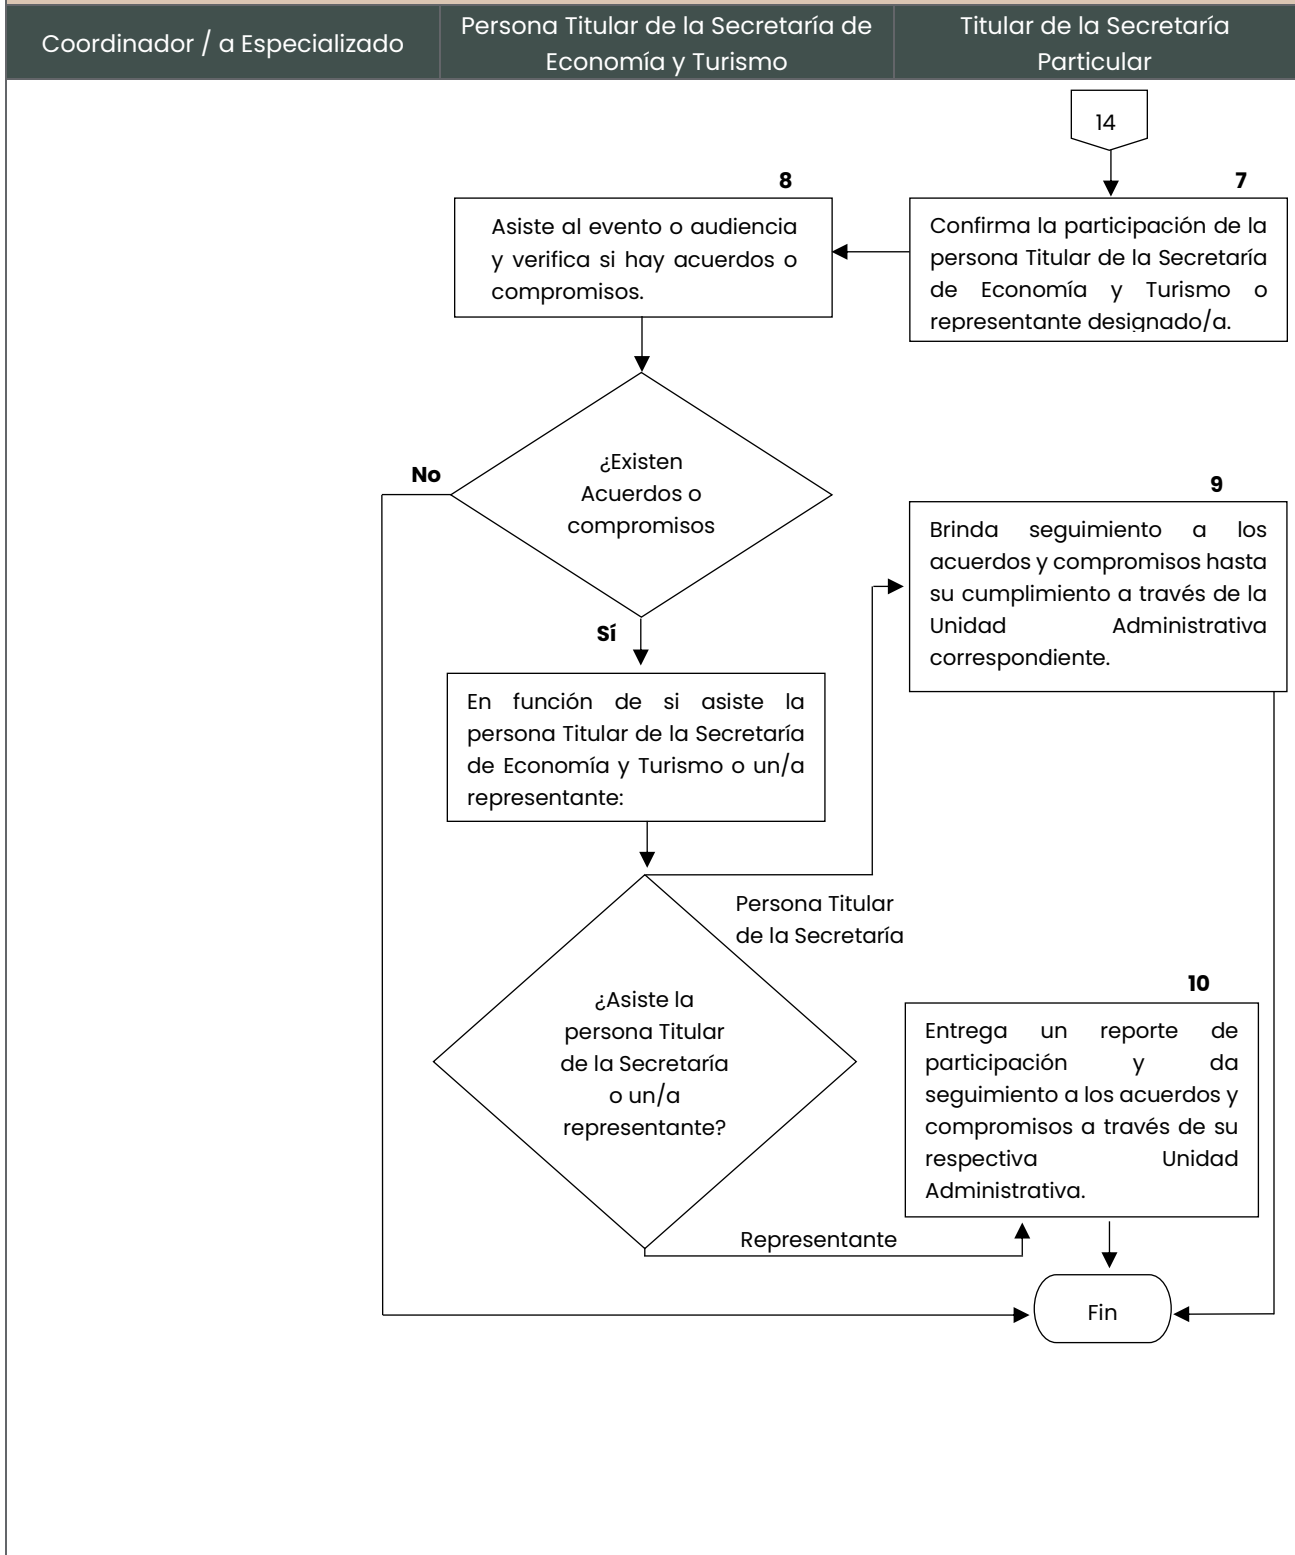 Coordinador / a Especializado
Persona Titular de la Secretaría de
Economía y Turismo
Titular de la Secretaría
Particular
14
7
Confirma la participación de la
persona Titular de la Secretaría
de Economía y Turismo o
representante designado/a.
8
Asiste al evento o audiencia
y verifica si hay acuerdos o
compromisos.
¿Existen
Acuerdos o
compromisos
No
Sí
En función de si asiste la
persona Titular de la Secretaría
de Economía y Turismo o un/a
representante:
¿Asiste la
persona Titular
de la Secretaría
o un/a
representante?
Persona Titular
de la Secretaría
9
Brinda seguimiento a los
acuerdos y compromisos hasta
su cumplimiento a través de la
Unidad Administrativa
correspondiente.
Representante
10
Entrega un reporte de
participación y da
seguimiento a los acuerdos y
compromisos a través de su
respectiva Unidad
Administrativa.
Fin